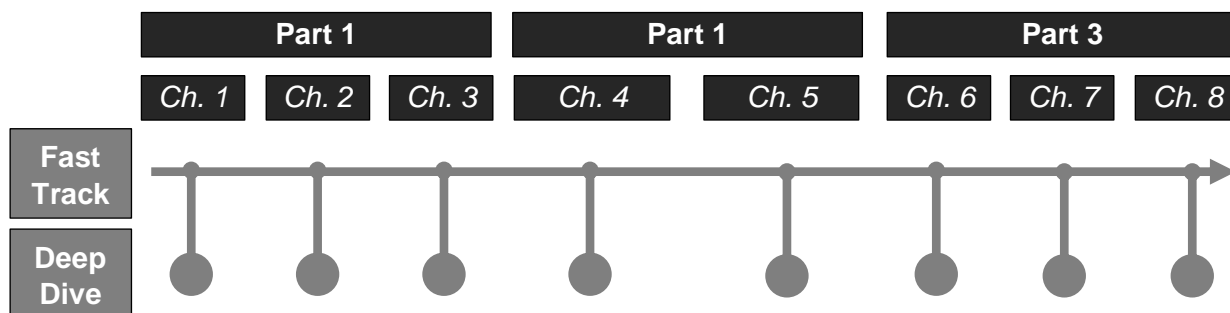 Part 1 Part 1 Part 3
Ch. 1 Ch. 2 Ch. 3 Ch. 4 Ch. 5 Ch. 6 Ch. 7 Ch. 8
Fast
Track
Deep
Dive